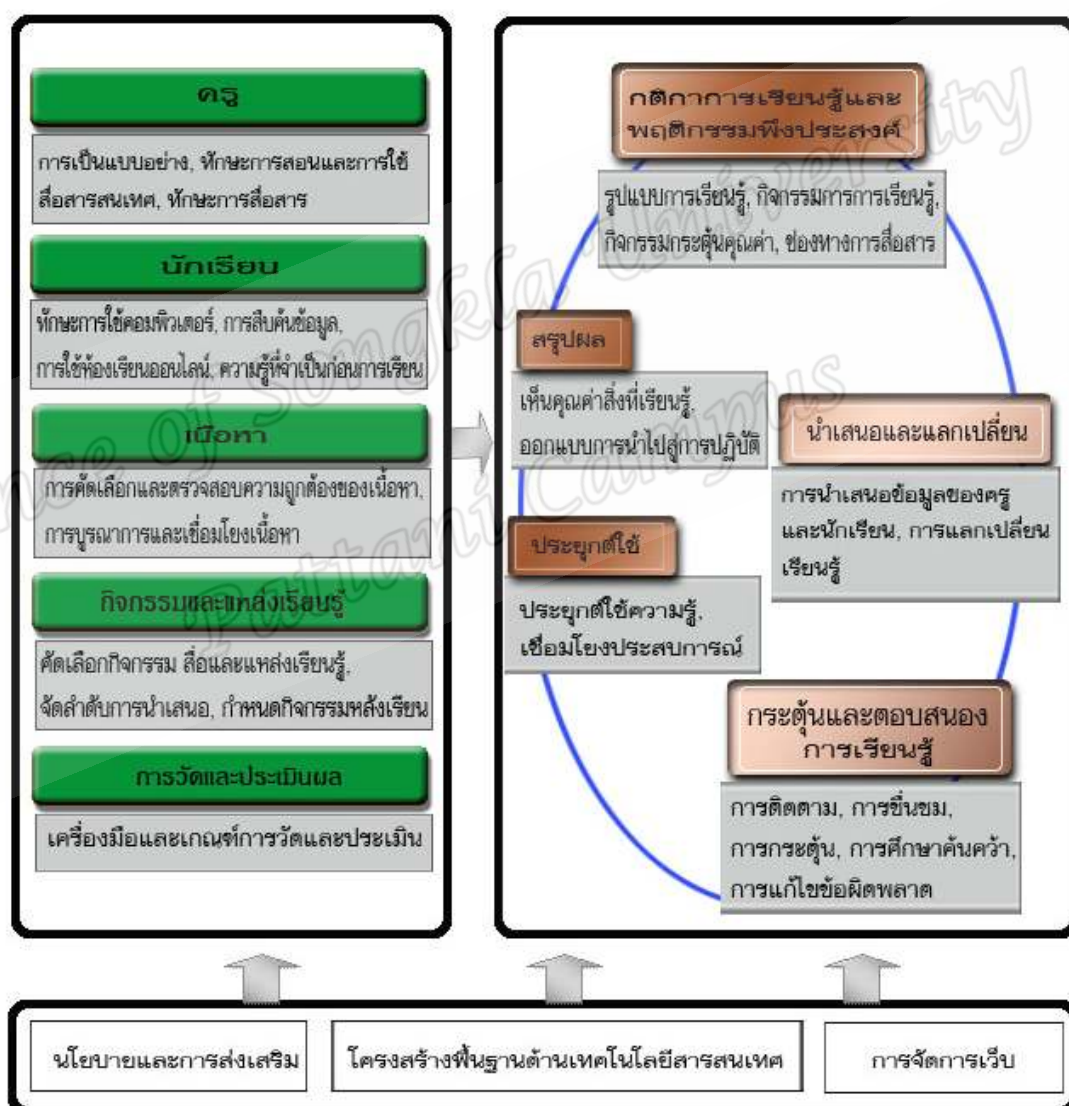 ครู
การเป็นแบบอย่าง, ทักษะการสอนและการใช้
สื่อสารสนเทศ, ทักษะการสื่อสาร
นักเรียน
ทักษะการใช้คอมพิวเตอร์, การสืบค้นข้อมูล,
การใช้ห้องเรียนออนไลน์, ความรู้ที่จำเป็นก่อนการเรียน
เนื้อหา
การคัดเลือกและตรวจสอบความถูกต้องของเนื้อหา,
การบูรณาการและเชื่อมโยงเนื้อหา
กิจกรรมและแหล่งเรียนรู้
คัดเลือกกิจกรรม สื่อและแหล่งเรียนรู้,
จัดลำดับการนำเสนอ, กำหนดกิจกรรมหลังเรียน
การวัดและประเมินผล
เครื่องมือและเกณฑ์การวัดและประเมิน
กติกาการเรียนรู้และ
พฤติกรรมพึงประสงค์
รูปแบบการเรียนรู้, กิจกรรมการการเรียนรู้,
กิจกรรมกระตุ้นคุณค่า, ช่องทางการสื่อสาร
นำเสนอและแลกเปลี่ยน
การนำเสนอข้อมูลของครู
และนักเรียน, การแลกเปลี่ยน
เรียนรู้
กระตุ้นและตอบสนอง
การเรียนรู้
การติดตาม, การชื่นชม,
การกระตุ้น, การศึกษาค้นคว้า,
การแก้ไขข้อผิดพลาด
ประยุกต์ใช้
ประยุกต์ใช้ความรู้,
เชื่อมโยงประสบการณ์
สรุปผล
เห็นคุณค่าสิ่งที่เรียนรู้,
ออกแบบการนำไปสู่การปฏิบัติ
นโยบายและการส่งเสริม
โครงสร้างพื้นฐานด้านเทคโนโลยีสารสนเทศ
การจัดการเว็บ
of Songkla University
Pattani Campus